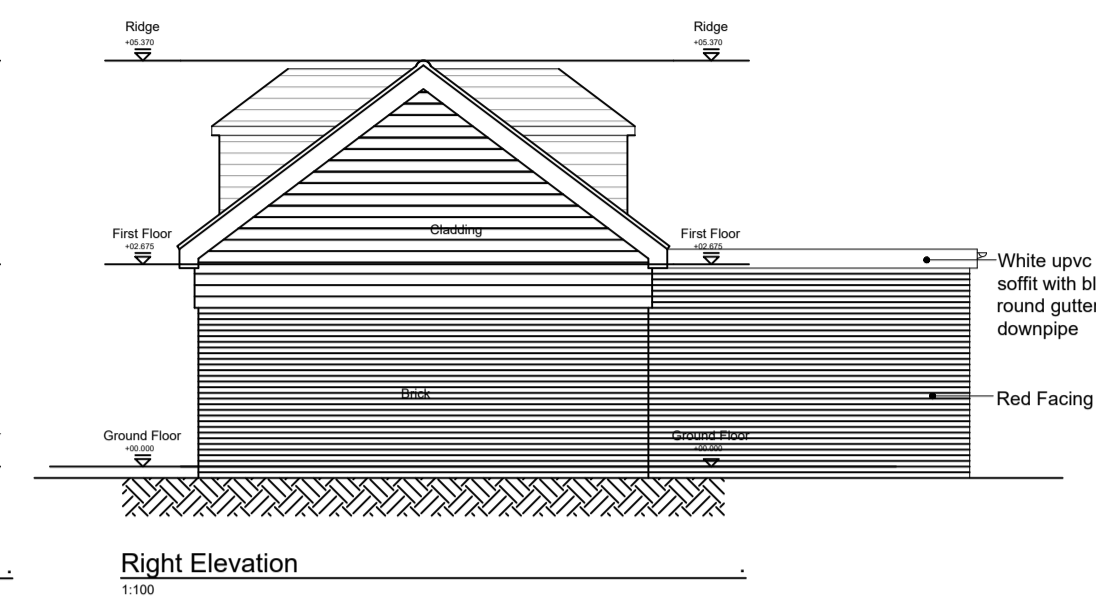 Ridge
+05.370
Ridge
+05.370
First Floor
+02.675
Cladding
First Floor
+02.675
White upvc
soffit with bl
round gutter
downpipe
Brick
Red Facing
Ground Floor
+00.000
Ground Floor
+00.000
Right Elevation
.
.
1:100